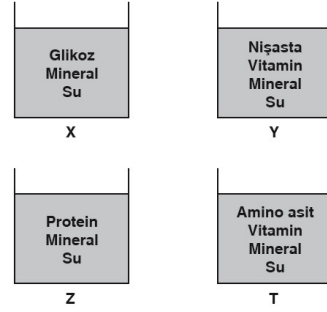 Glikoz
Mineral
Su
X
Nişasta
Vitamin
Mineral
Su
Y
Protein
Mineral
Su
Z
Amino asit
Vitamin
Mineral
Su
T